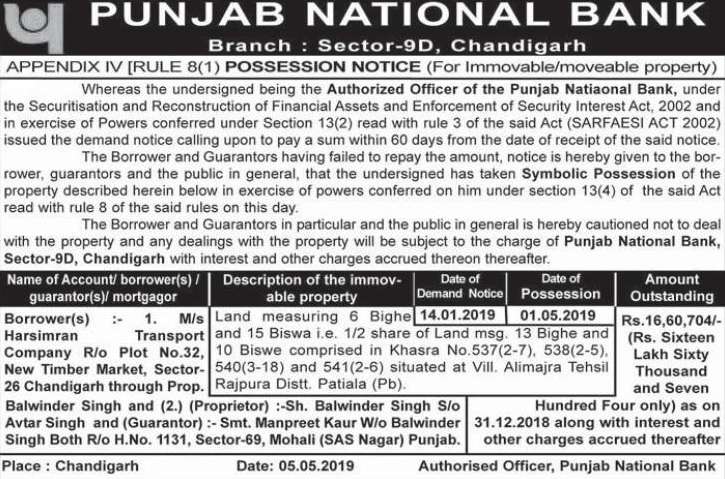 PUNJAB NATIONAL BANK
Branch : Sector-9D, Chandigarh
APPENDIX IV [RULE 8(1) POSSESSION NOTICE (For Immovable/moveable property)
Whereas the undersigned being the Authorized Officer of the Punjab Natiaonal Bank, under
the Securitisation and Reconstruction of Financial Assets and Enforcement of Security Interest Act, 2002 and
in exercise of Powers conferred under Section 13(2) read with rule 3 of the said Act (SARFAESI ACT 2002)
issued the demand notice calling upon to pay a sum within 60 days from the date of receipt of the said notice.
The Borrower and Guarantors having failed to repay the amount, notice is hereby given to the bor-
rower, guarantors and the public in general, that the undersigned has taken Symbolic Possession of
the property described herein below in exercise of powers conferred on him under section 13(4) of the said Act
read with rule 8 of the said rules on this day.
The Borrower and Guarantors in particular and the public in general is hereby cautioned not to deal
with the property and any dealings with the property will be subject to the charge of Punjab National Bank,
Sector-9D, Chandigarh with interest and other charges accrued thereon thereafter.
Name of Account/ borrower(s) /
guarantor(s)/ mortgagor
Description of the immov-
able property
Date of
Demand Notice
Date of
Possession
Amount
Outstanding
Borrower(s) :- 1. M/s
Harsimran Transport
Company R/o Plot No.32,
New Timber Market, Sector-
26 Chandigarh through Prop.
Balwinder Singh and (2.) (Proprietor) :-Sh. Balwinder Singh S/o
Avtar Singh and (Guarantor) :- Smt. Manpreet Kaur W/o Balwinder
Singh Both R/o H.No. 1131, Sector-69, Mohali (SAS Nagar) Punjab.
Land measuring 6 Bighe
and 15 Biswa i.e. 1/2 share of Land msg. 13 Bighe and
10 Biswe comprised in Khasra No.537(2-7), 538(2-5),
540(3-18) and 541(2-6) situated at Vill. Alimajra Tehsil
Rajpura Distt. Patiala (Pb).
14.01.2019
01.05.2019
Rs.16,60,704/-
(Rs. Sixteen
Lakh Sixty
Thousand
and Seven
Hundred Four only) as on
31.12.2018 along with interest and
other charges accrued thereafter
Place : Chandigarh Date: 05.05.2019 Authorised Officer, Punjab National Bank